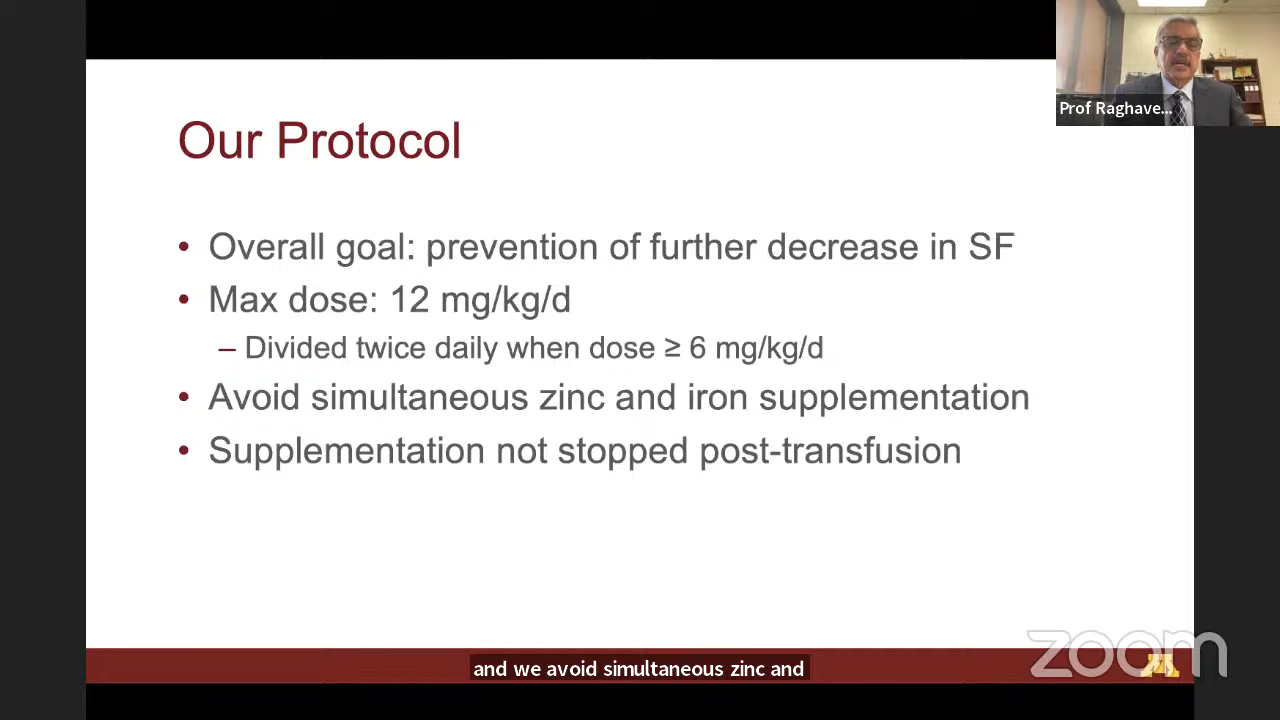 Prof Raghave...
Our Protocol
• Overall goal: prevention of further decrease in SF
• Max dose: 12 mg/kg/d
– Divided twice daily when dose ≥ 6 mg/kg/d
• Avoid simultaneous zinc and iron supplementation
• Supplementation not stopped post-transfusion
and we avoid simultaneous zinc and
zoom
M